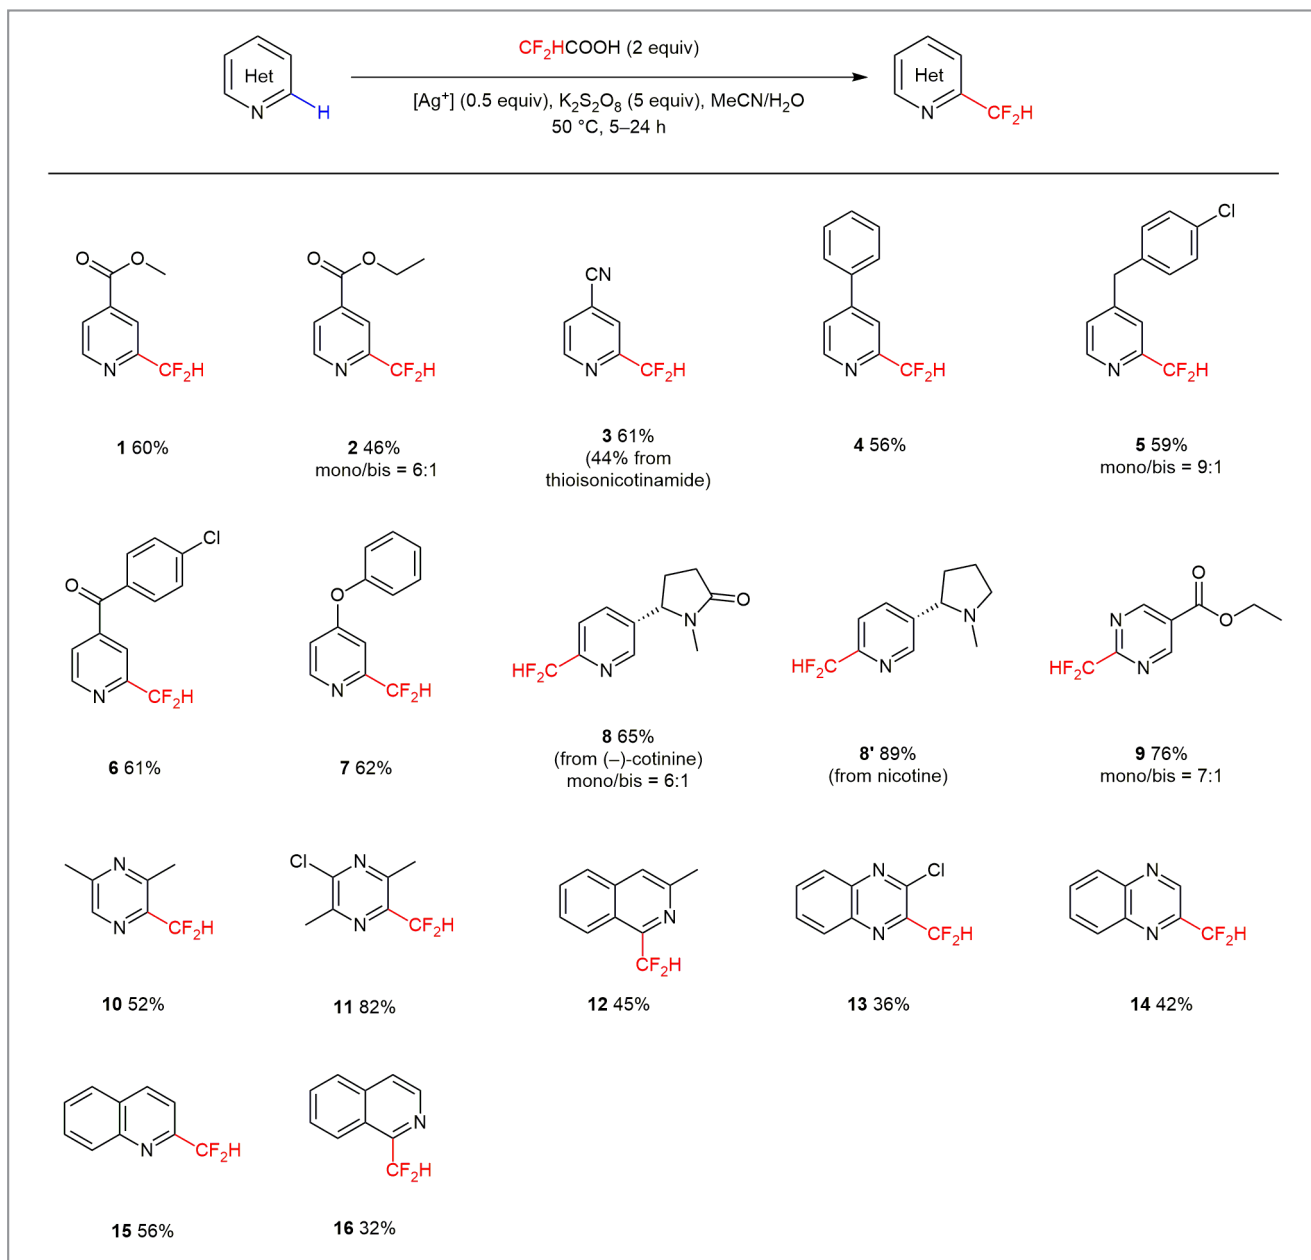 CF₂HCOOH (2 equiv)
Het
N
H
[Ag⁺] (0.5 equiv), K₂S₂O₈ (5 equiv), MeCN/H₂O
50 °C, 5–24 h
Het
N
CF₂H
O
O
N
CF₂H
1 60%
O
O
N
CF₂H
2 46%
mono/bis = 6:1
CN
N
CF₂H
3 61%
(44% from
thioisonicotinamide)
N
CF₂H
4 56%
Cl
N
CF₂H
5 59%
mono/bis = 9:1
Cl
O
N
CF₂H
6 61%
O
N
CF₂H
7 62%
N
O
HF₂C
N
8 65%
(from (–)-cotinine)
mono/bis = 6:1
N
HF₂C
N
8' 89%
(from nicotine)
O
O
N
HF₂C
N
9 76%
mono/bis = 7:1
N
N
CF₂H
10 52%
Cl
N
N
CF₂H
11 82%
N
CF₂H
12 45%
N
Cl
N
CF₂H
13 36%
N
N
CF₂H
14 42%
N
CF₂H
15 56%
N
CF₂H
16 32%